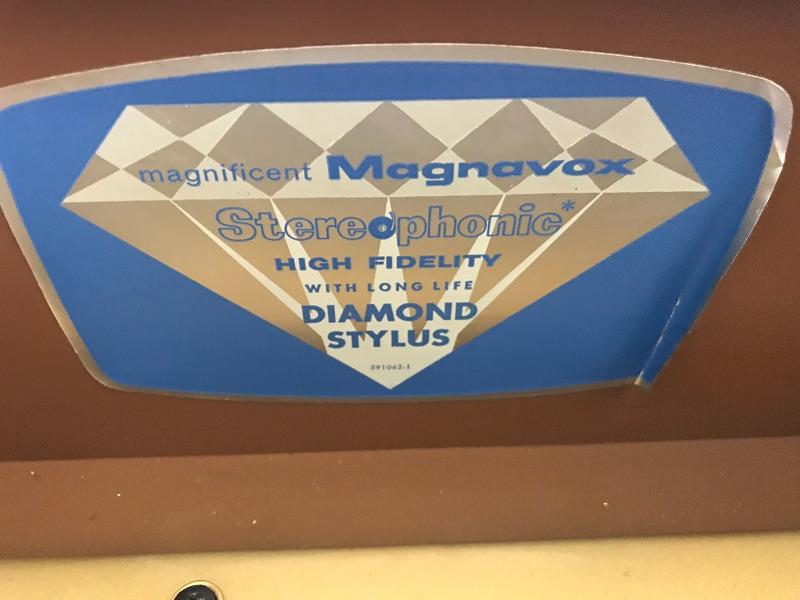 magnificent Magnavox
Stereophonic*
HIGH FIDELITY
WITH LONG LIFE
DIAMOND
STYLUS
591062-1